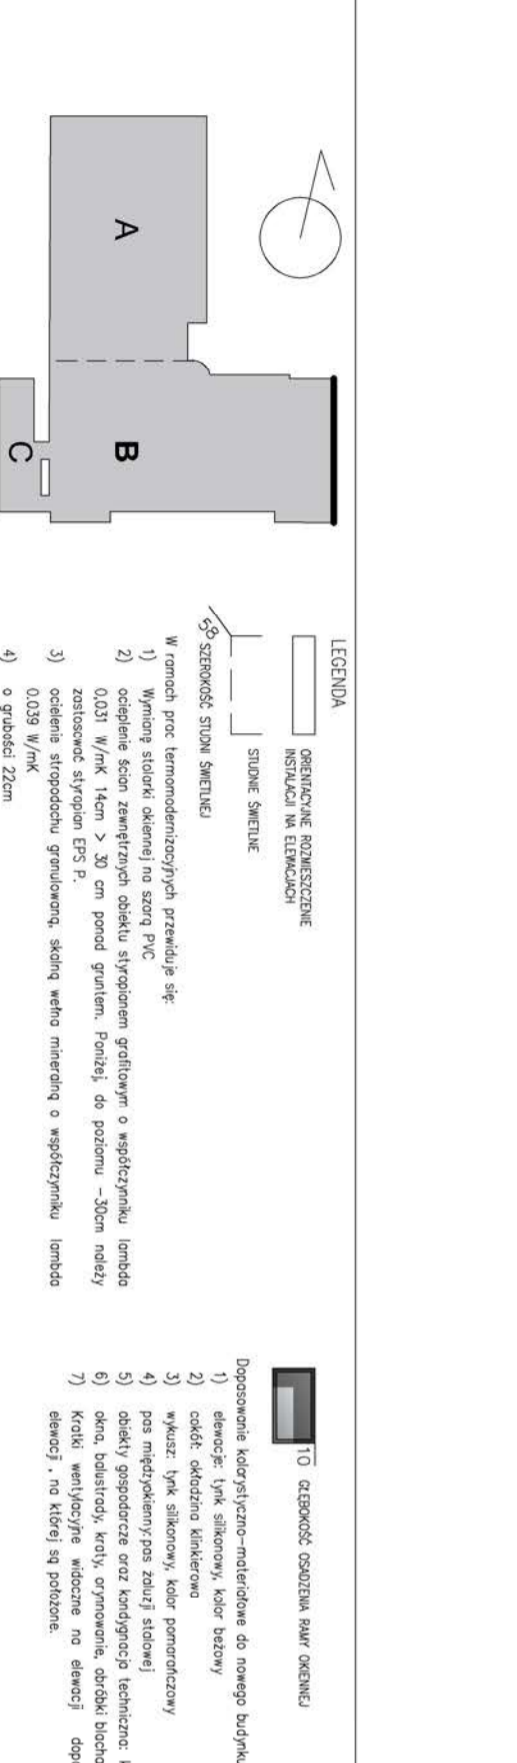 A
B
C
LEGENDA
ORIENTACYJNE ROZMIESZCZENIE
INSTALACJI NA ELEWACJACH
STUDNIE ŚWIETLNE
58 SZEROKOŚĆ STUDNI ŚWIETLNEJ
W ramach prac termomodernizacyjnych przewiduje się:
1) Wymianę stolarki okiennej na szarą PVC
2) ocieplenie ścian zewnętrznych obiektu styropianem grafitowym o współczynniku lambda
0,031 W/mK 14cm > 30 cm ponad gruntem. Poniżej, do poziomu -30cm należy
zastoscwać styropian EPS P.
3) ocielenie stropodachu granulowaną, skalną wełna mineralną o współczynniku lambda
0.039 W/mK
4) o grubości 22cm
10 GŁĘBOKOŚĆ OSADZENIA RAMY OKIENNEJ
Dopasowanie kolorystyczno-materiałowe do nowego budynku
1) elewacje: tynk silikonowy, kolor beżowy
2) cokół: okładzina klinkierowa
3) wykusz: tynk silikonowy, kolor pomarańczowy
4) pas międzyokienny: pas żaluzji stalowej
5) obiekty gospodarcze oraz kondygnacja techniczna:
6) okna, balustrady, kraty, orynnowanie, obróbki blacha
7) Kratki wentylacyjne widoczne na elewacji
elewacji , na której są położone.